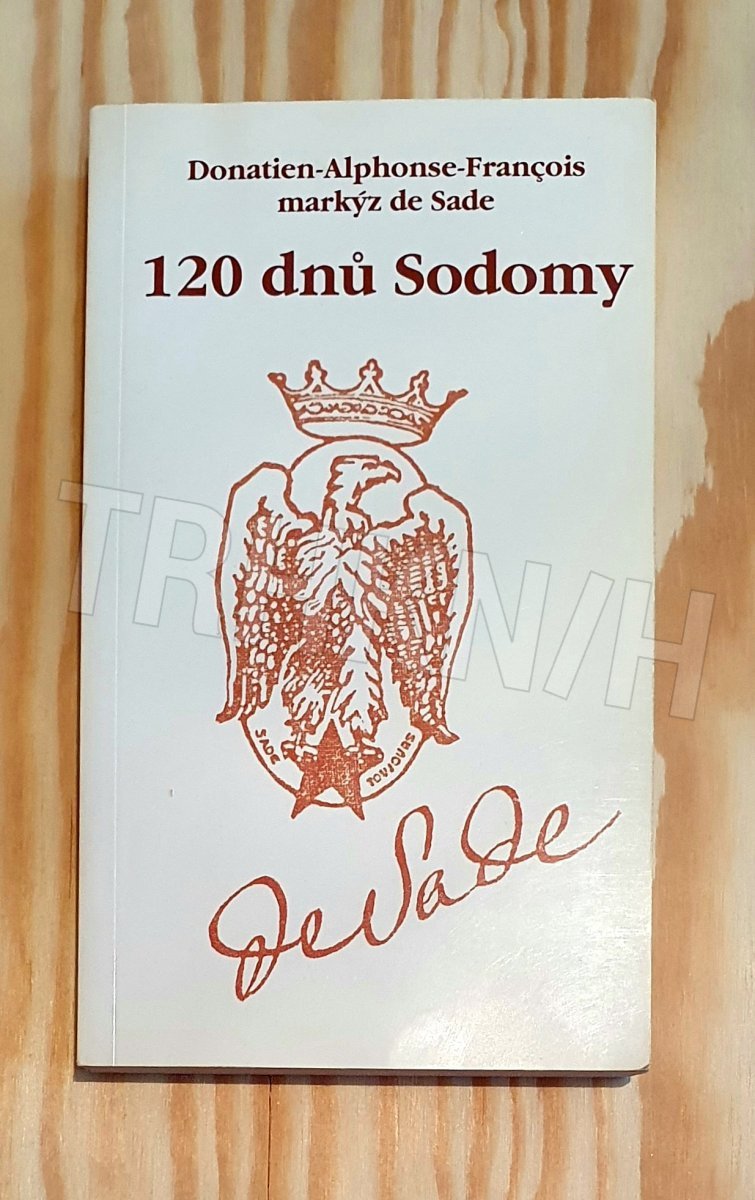 Donatien-Alphonse-François
markýz de Sade
120 dnů Sodomy
SADE
TOUJOURS
De Sade